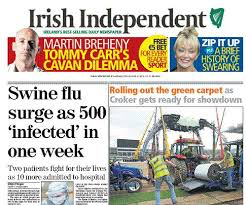 Irish Independent
IRELAND'S BEST-SELLING DAILY NEWSPAPER
MARTIN BREHENY
TOMMY CARR'S
CAVAN DILEMMA
FREE
€5 BET
FOR EVERY
READER
SPORT
ZIP IT
UP
A BRIEF
HISTORY OF
SWEARING
Swine flu
surge as 500
'infected' in
one week
Two patients fight for their lives
as 10 more admitted to hospital
Rolling out the green carpet as
Croker gets ready for showdown